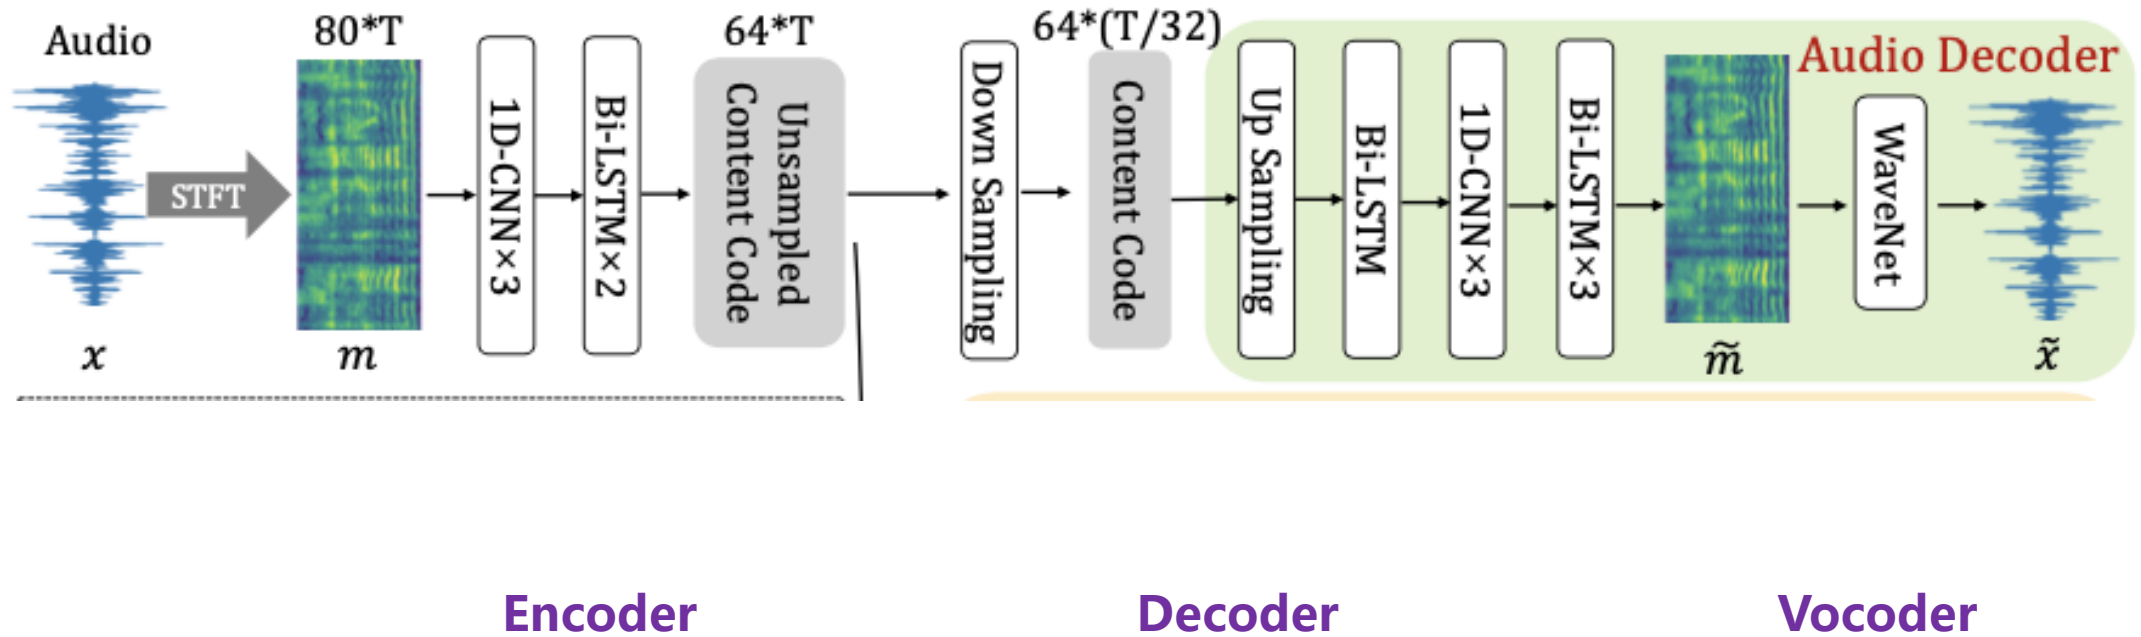 Audio
80*T
64*T
64*(T/32)
Audio Decoder
STFT
1D-CNN×3
Bi-LSTM×2
Unsampled
Content Code
Down Sampling
Content Code
Up Sampling
Bi-LSTM
1D-CNN×3
Bi-LSTM×3
WaveNet
x
m
m̃
x̃
Encoder
Decoder
Vocoder